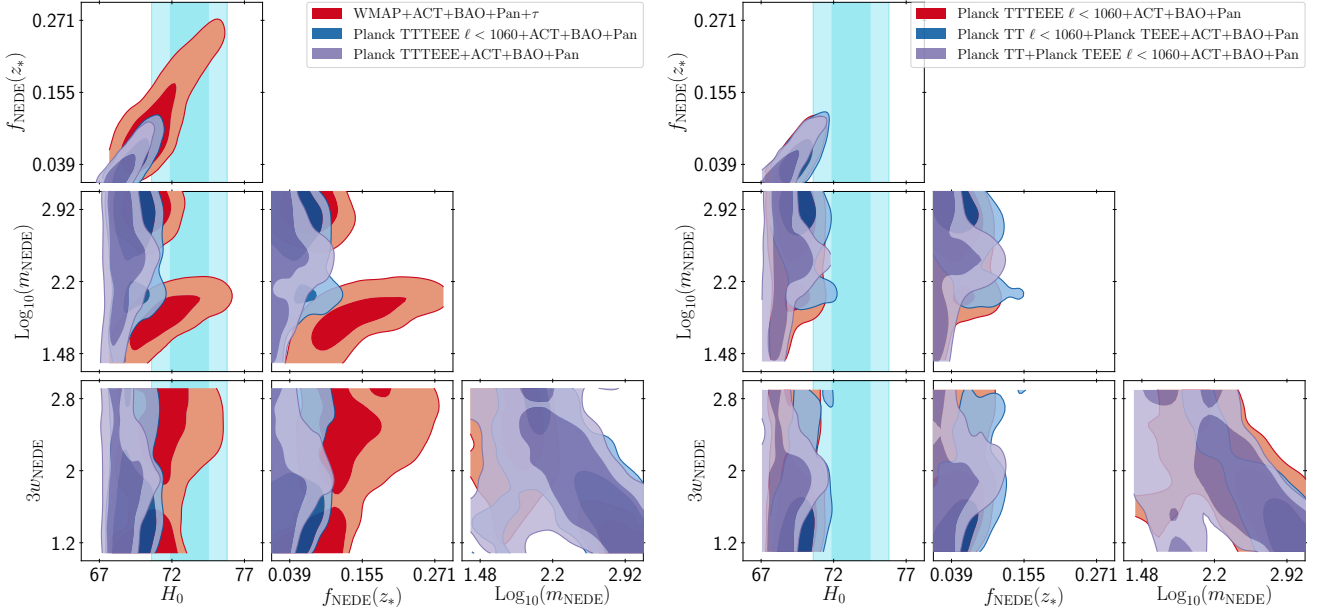 WMAP+ACT+BAO+Pan+τ
Planck TTTEEE ℓ < 1060+ACT+BAO+Pan
Planck TTTEEE+ACT+BAO+Pan
0.271
0.155
0.039
f_NEDE(z_*)
2.92
2.2
1.48
Log₁₀(m_NEDE)
2.8
2
1.2
3w_NEDE
67 72 77
H₀
0.039 0.155 0.271
f_NEDE(z_*)
1.48 2.2 2.92
Log₁₀(m_NEDE)
Planck TTTEEE ℓ < 1060+ACT+BAO+Pan
Planck TT ℓ < 1060+Planck TEEE+ACT+BAO+Pan
Planck TT+Planck TEEE ℓ < 1060+ACT+BAO+Pan
0.271
0.155
0.039
f_NEDE(z_*)
2.92
2.2
1.48
Log₁₀(m_NEDE)
2.8
2
1.2
3w_NEDE
67 72 77
H₀
0.039 0.155 0.271
f_NEDE(z_*)
1.48 2.2 2.92
Log₁₀(m_NEDE)